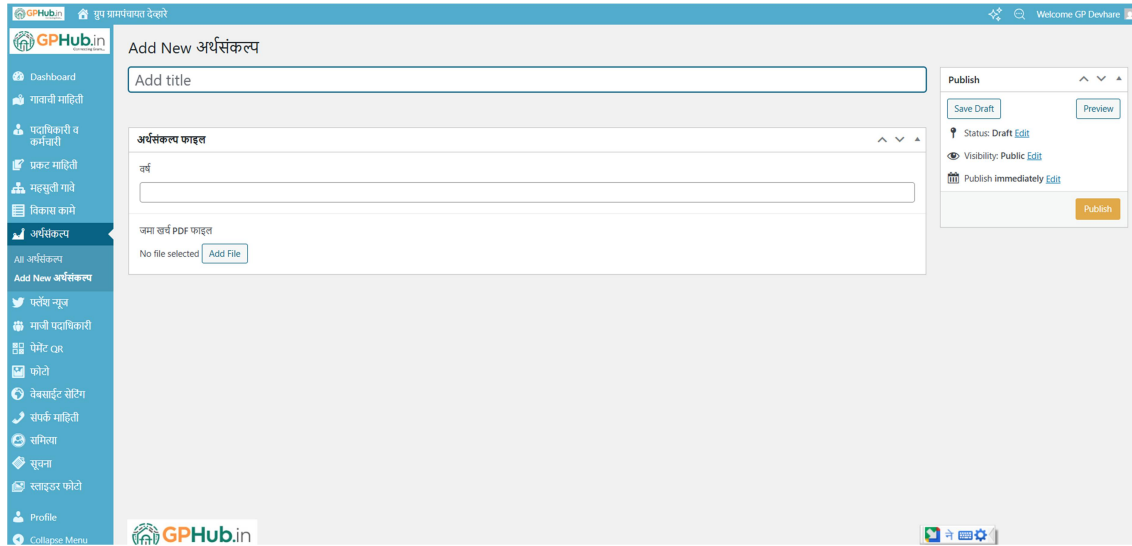 GPHub.in
ग्रुप ग्रामपंचायत देव्हारे
Welcome GP Devhare
GPHub.in
Add New अर्थसंकल्प
Add title
Dashboard
गावाची माहिती
पदाधिकारी व
कर्मचारी
प्रकट माहिती
महसुली गावे
विकास कामे
अर्थसंकल्प
All अर्थसंकल्प
Add New अर्थसंकल्प
फ्लॅश न्यूज
माजी पदाधिकारी
पेमेंट QR
फोटो
वेबसाईट सेटिंग
संपर्क माहिती
समित्या
सूचना
स्लाइडर फोटो
Profile
Collapse Menu
अर्थसंकल्प फाइल
वर्ष
जमा खर्च PDF फाइल
No file selected Add File
Publish
Save Draft Preview
Status: Draft Edit
Visibility: Public Edit
Publish immediately Edit
Publish
GPHub.in
ने